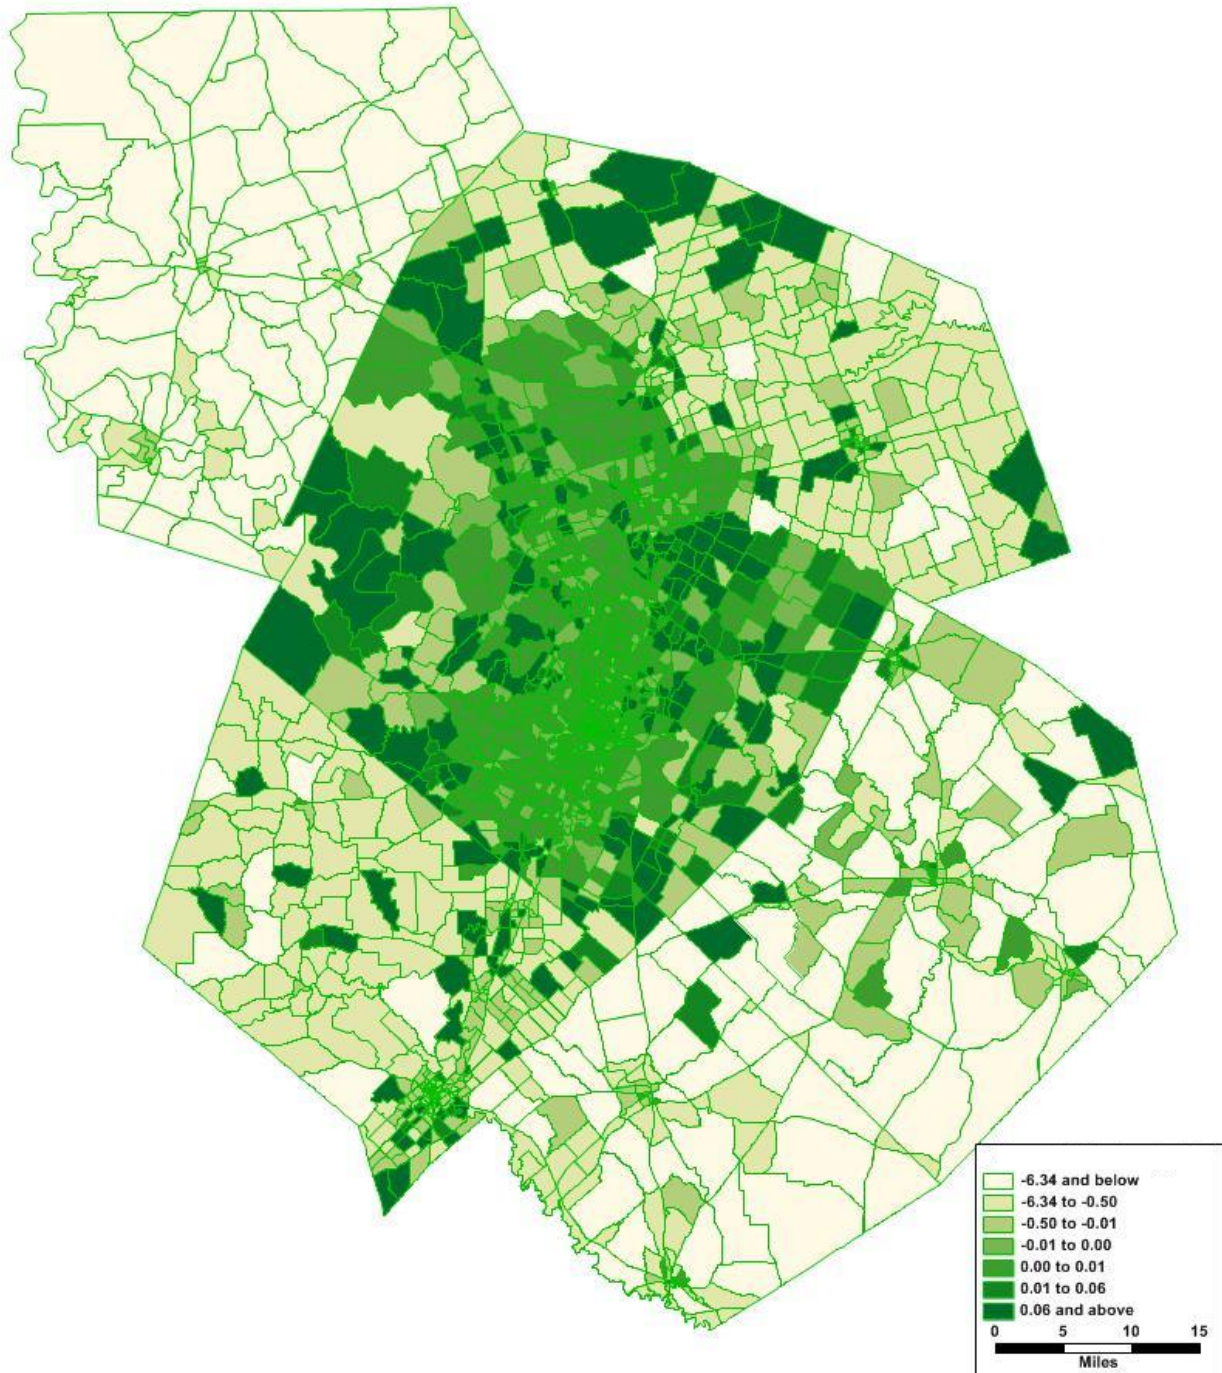 -6.34 and below
-6.34 to -0.50
-0.50 to -0.01
-0.01 to 0.00
0.00 to 0.01
0.01 to 0.06
0.06 and above
0 5 10 15
Miles